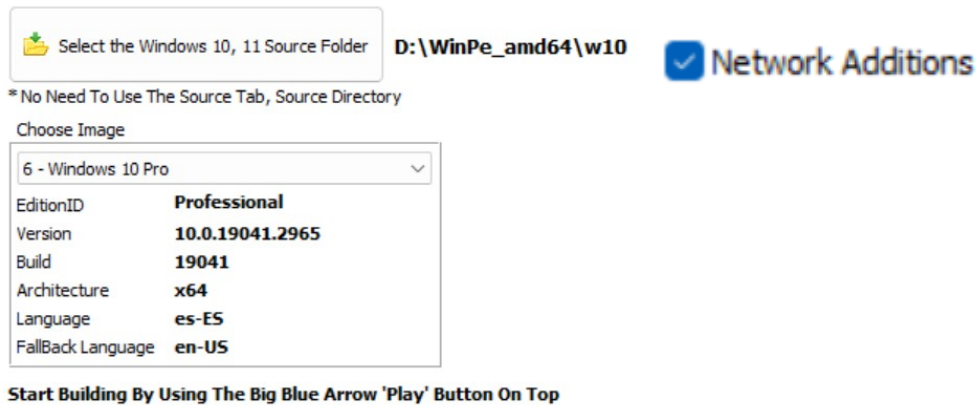 Select the Windows 10, 11 Source Folder D:\WinPe_amd64\w10
Network Additions
* No Need To Use The Source Tab, Source Directory
Choose Image
6 - Windows 10 Pro
EditionID Professional
Version 10.0.19041.2965
Build 19041
Architecture x64
Language es-ES
FallBack Language en-US
Start Building By Using The Big Blue Arrow 'Play' Button On Top